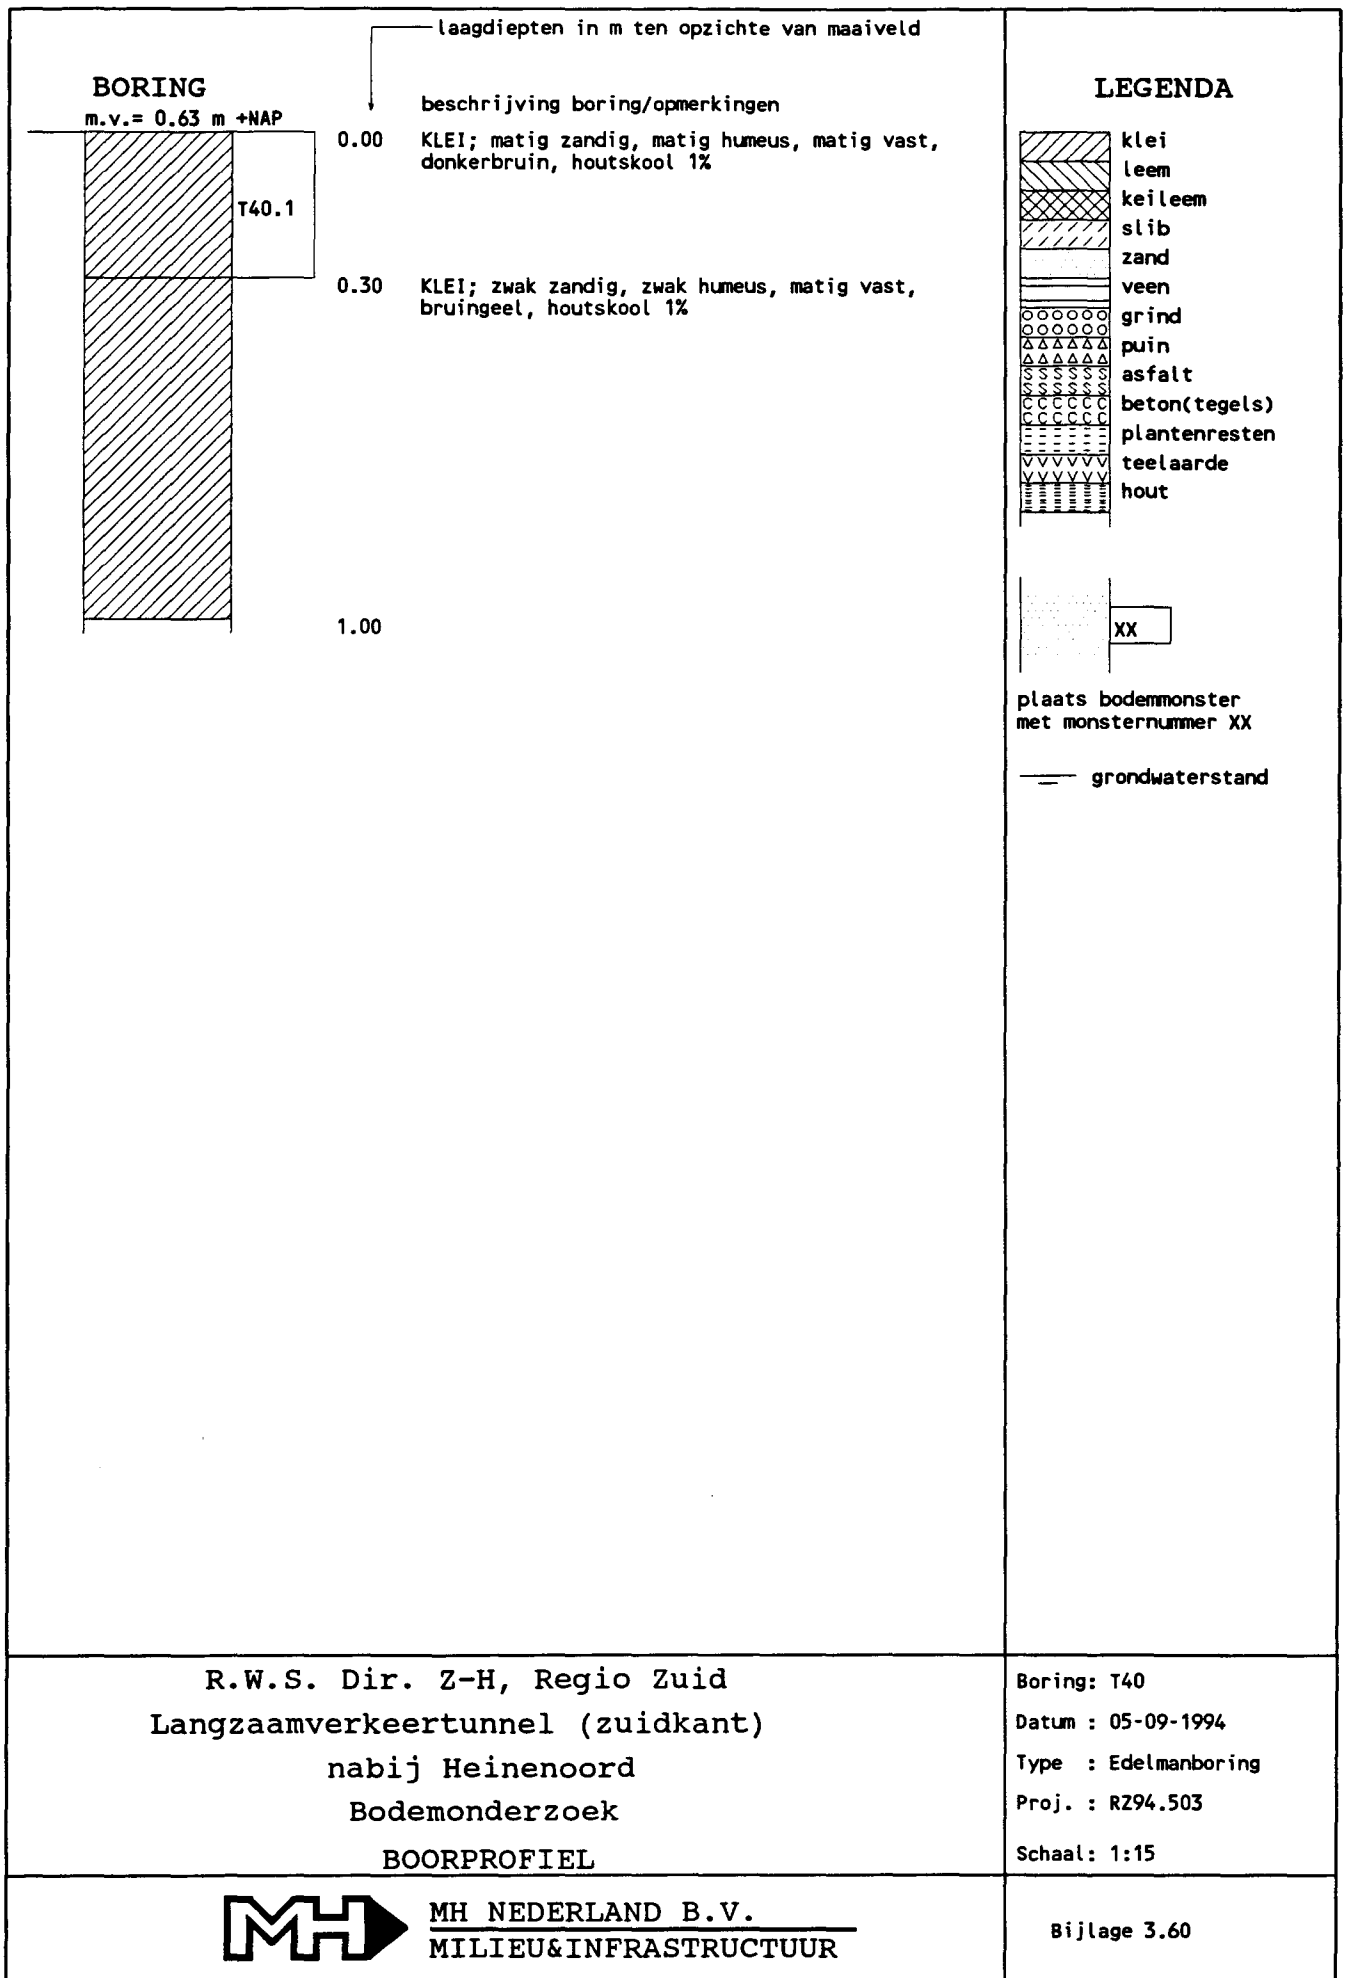 laagdiepten in m ten opzichte van maaiveld
BORING
m.v.= 0.63 m +NAP
beschrijving boring/opmerkingen
0.00 KLEI; matig zandig, matig humeus, matig vast,
donkerbruin, houtskool 1%
T40.1
0.30 KLEI; zwak zandig, zwak humeus, matig vast,
bruingeel, houtskool 1%
1.00
LEGENDA
klei
leem
keileem
slib
zand
veen
grind
puin
asfalt
beton(tegels)
plantenresten
teelaarde
hout
XX
plaats bodemmonster
met monsternummer XX
grondwaterstand
R.W.S. Dir. Z-H, Regio Zuid
Langzaamverkeertunnel (zuidkant)
nabij Heinenoord
Bodemonderzoek
BOORPROFIEL
Boring: T40
Datum : 05-09-1994
Type : Edelmanboring
Proj. : RZ94.503
Schaal: 1:15
MH
MH NEDERLAND B.V.
MILIEU&INFRASTRUCTUUR
Bijlage 3.60